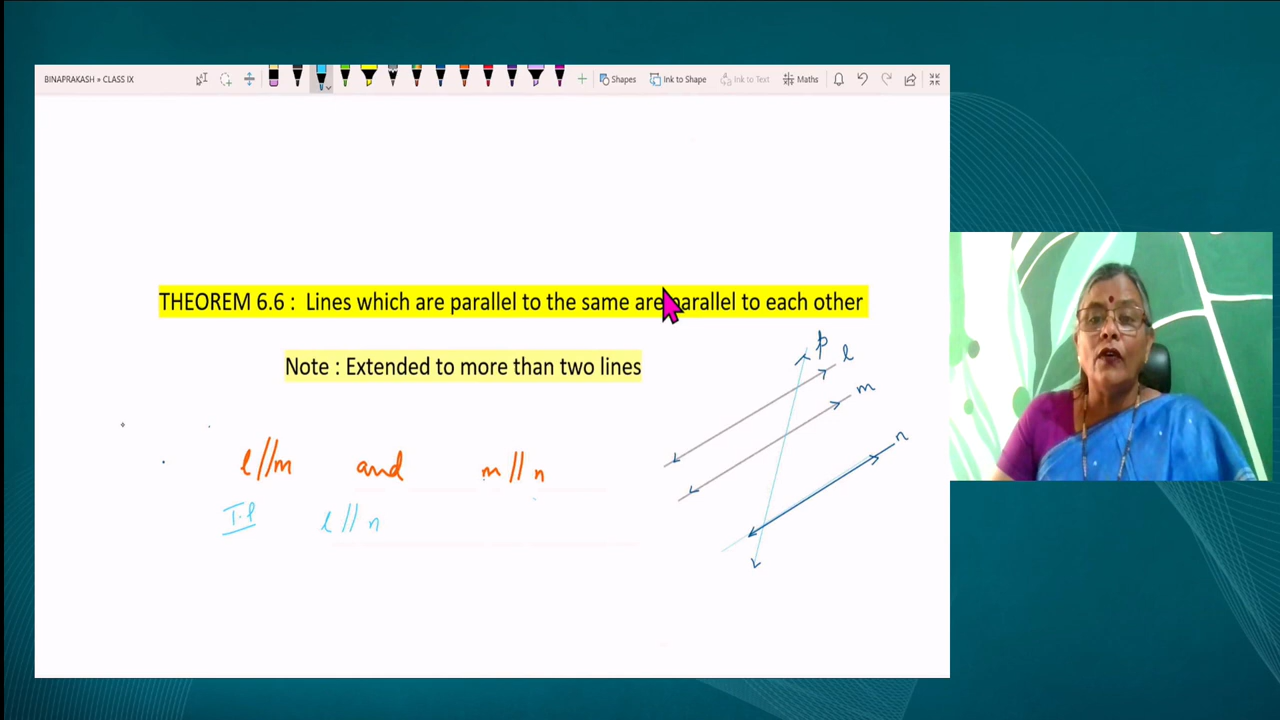 BINAPRAKASH » CLASS IX
Shapes Ink to Shape Ink to Text Maths
THEOREM 6.6 : Lines which are parallel to the same are parallel to each other
Note : Extended to more than two lines
p
l
m
n
l//m and m//n
T.P l//n